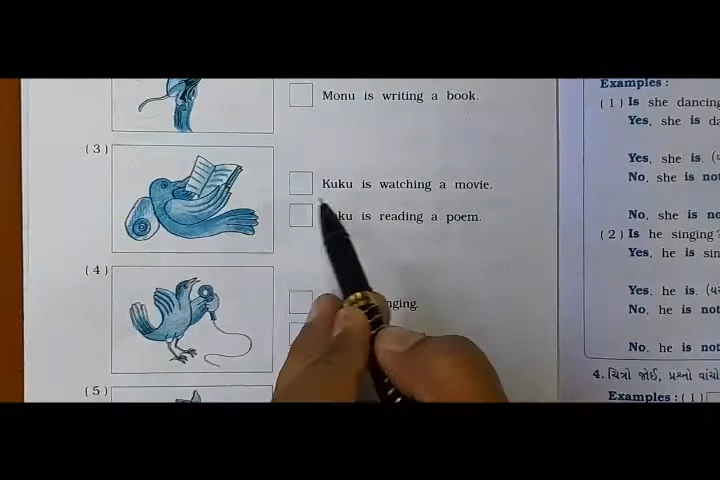 Monu is writing a book.
(3)
Kuku is watching a movie.
ku is reading a poem.
(4)
nging.
(5)
Examples :
(1) Is she dancing
Yes, she is da
Yes, she is.
No, she is not
No, she is no
(2) Is he singing?
Yes, he is sin
Yes, he is.
No, he is not
No, he is not
4. ચિત્રો જોઈ, પ્રશ્નો વાંચો
Examples : (1)